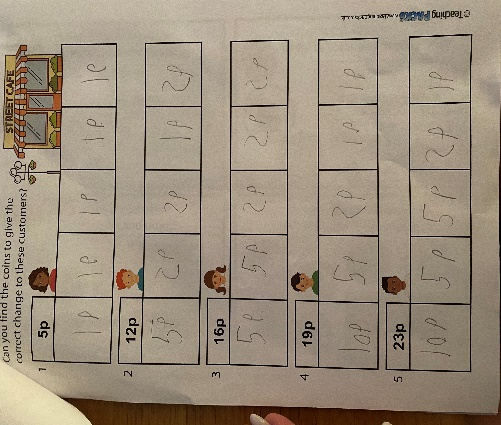 STREET CAFE
Can you find the coins to give the
correct change to these customers?
1 5p
1p 1p 1p 1p 1p
2 12p
5p 2p 2p 1p 2p
3 16p
5p 5p 2p 2p 2p
4 19p
10p 5p 2p 1p 1p
5 23p
10p 5p 5p 2p 1p
© Teaching PACKS